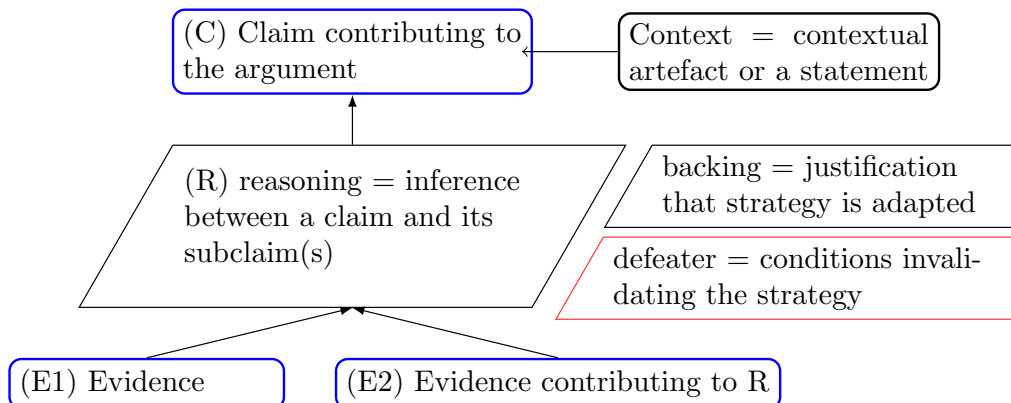 (C) Claim contributing to
the argument
Context = contextual
artefact or a statement
(R) reasoning = inference
between a claim and its
subclaim(s)
backing = justification
that strategy is adapted
defeater = conditions invali-
dating the strategy
(E1) Evidence
(E2) Evidence contributing to R